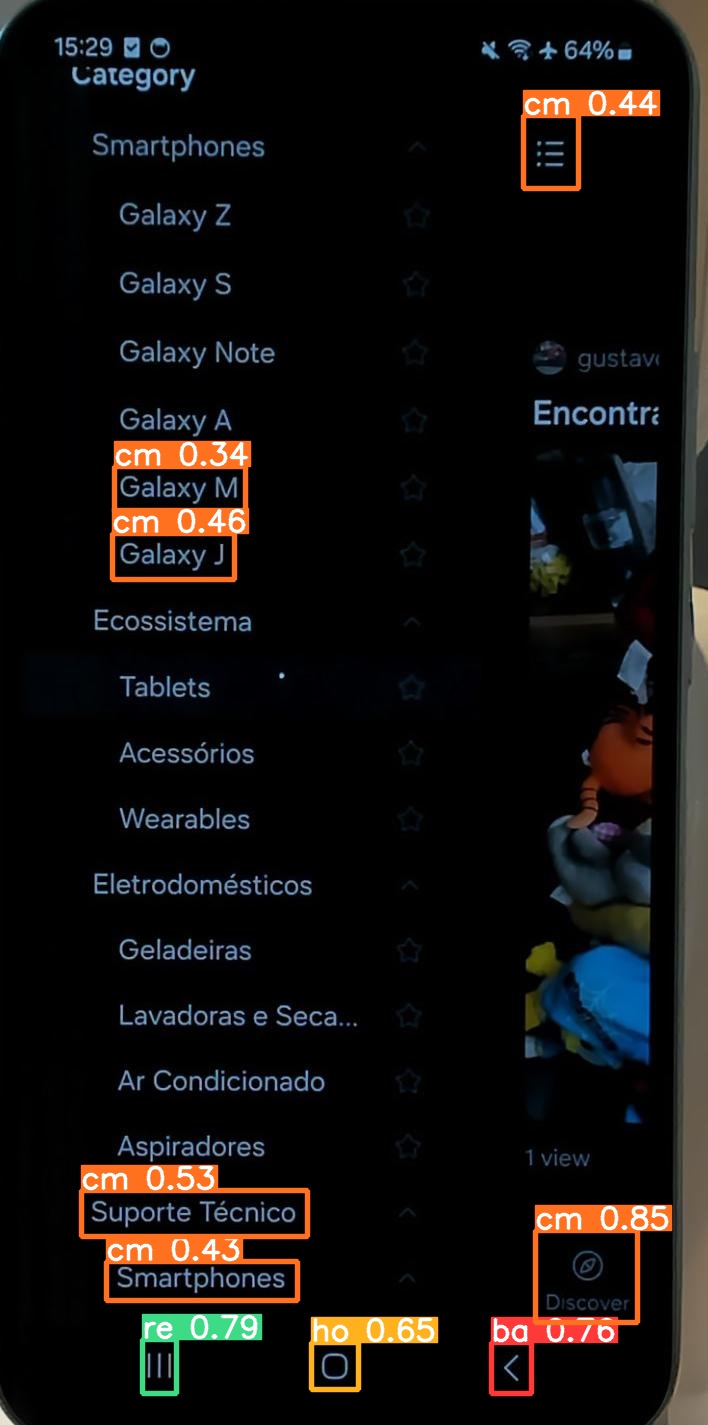 15:29 64%
Category
cm 0.44
Smartphones
Galaxy Z
Galaxy S
Galaxy Note
gustav
Galaxy A
Encontra
cm 0.34
Galaxy M
cm 0.46
Galaxy J
Ecossistema
Tablets
Acessórios
Wearables
Eletrodomésticos
Geladeiras
Lavadoras e Seca...
Ar Condicionado
Aspiradores
1 view
cm 0.53
Suporte Técnico
cm 0.85
cm 0.43
Smartphones
Discover
re 0.79 ho 0.65 ba 0.76